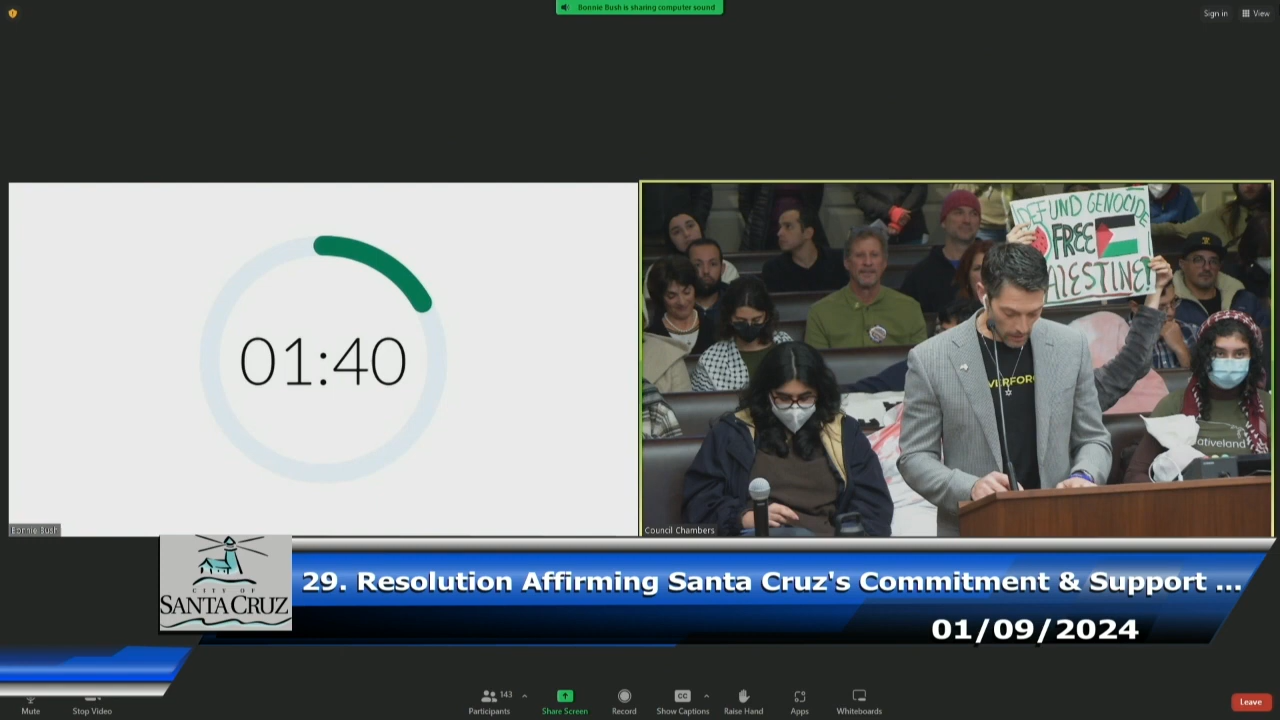 Bonnie Bush is sharing computer sound
Sign in
View
DEFUND GENOCIDE
FREE
PALESTINE!
01:40
nativeland
Bonnie Bush
Council Chambers
CITY OF
SANTA CRUZ
29. Resolution Affirming Santa Cruz's Commitment & Support ...
01/09/2024
Mute
Stop Video
143
Participants
Share Screen
CC
Record
Show Captions
Raise Hand
Apps
Whiteboards
Leave